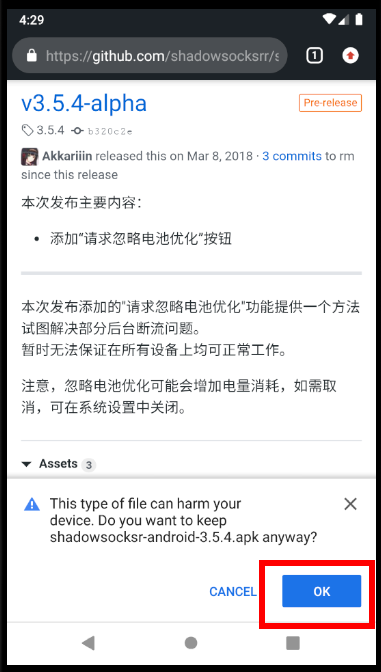 4:29
https://github.com/shadowsocksrr/s
1
v3.5.4-alpha
Pre-release
3.5.4 b320c2e
Akkariiin released this on Mar 8, 2018 · 3 commits to rm
since this release
本次发布主要内容：
• 添加"请求忽略电池优化"按钮
本次发布添加的"请求忽略电池优化"功能提供一个方法
试图解决部分后台断流问题。
暂时无法保证在所有设备上均可正常工作。
注意，忽略电池优化可能会增加电量消耗，如需取
消，可在系统设置中关闭。
Assets 3
This type of file can harm your
device. Do you want to keep
shadowsocksr-android-3.5.4.apk anyway?
CANCEL
OK